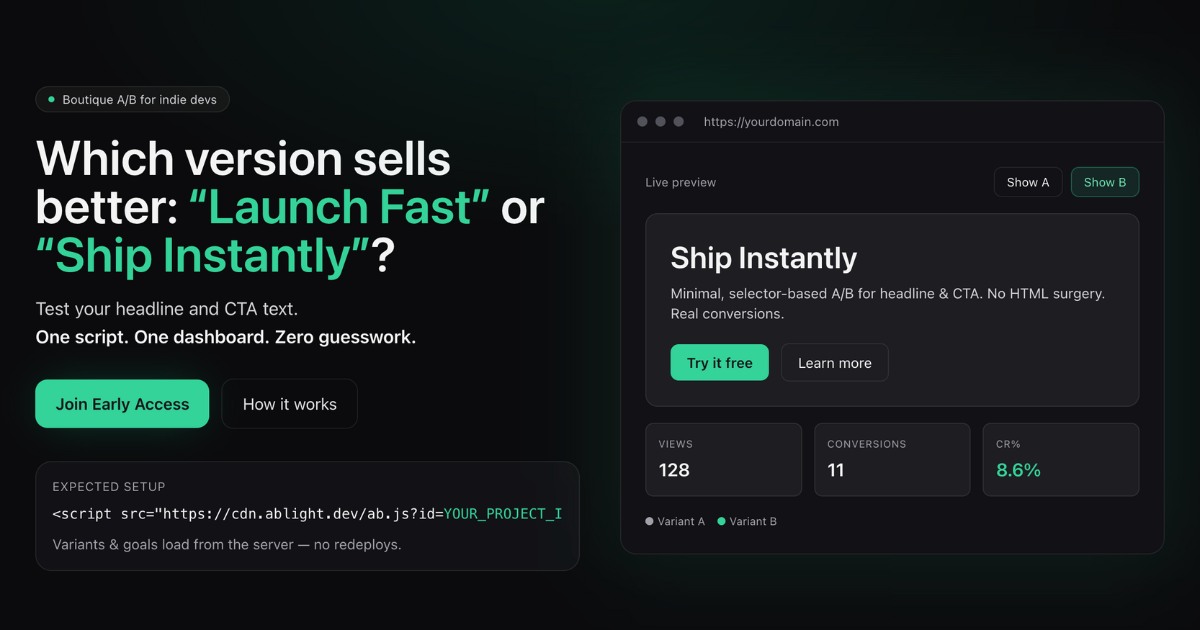 Boutique A/B for indie devs
Which version sells
better: “Launch Fast” or
“Ship Instantly”?
Test your headline and CTA text.
One script. One dashboard. Zero guesswork.
Join Early Access
How it works
EXPECTED SETUP
<script src="https://cdn.ablight.dev/ab.js?id=YOUR_PROJECT_I
Variants & goals load from the server — no redeploys.
https://yourdomain.com
Live preview
Show A
Show B
Ship Instantly
Minimal, selector-based A/B for headline & CTA. No HTML surgery.
Real conversions.
Try it free
Learn more
VIEWS
128
CONVERSIONS
11
CR%
8.6%
Variant A
Variant B